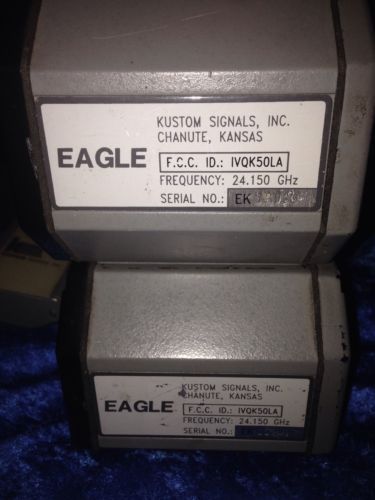 KUSTOM SIGNALS, INC.
CHANUTE, KANSAS
EAGLE
F.C.C. ID.: IVQK50LA
FREQUENCY: 24.150 GHz
SERIAL NO.: EK
KUSTOM SIGNALS, INC.
CHANUTE, KANSAS
EAGLE
F.C.C. ID.: IVQK50LA
FREQUENCY: 24.150 GHz
SERIAL NO.: